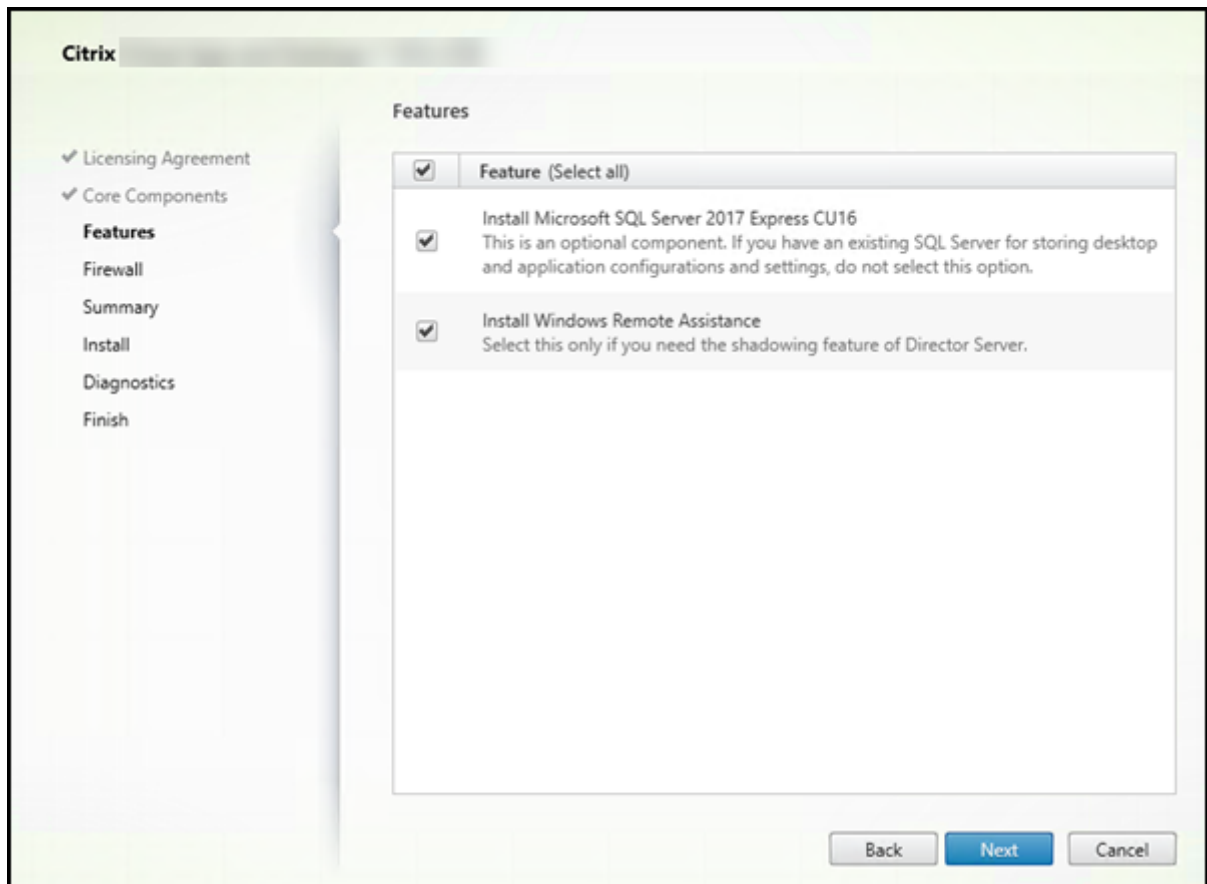 Citrix
Features
Licensing Agreement
Core Components
Features
Firewall
Summary
Install
Diagnostics
Finish
Feature (Select all)
Install Microsoft SQL Server 2017 Express CU16
This is an optional component. If you have an existing SQL Server for storing desktop
and application configurations and settings, do not select this option.
Install Windows Remote Assistance
Select this only if you need the shadowing feature of Director Server.
Back
Next
Cancel